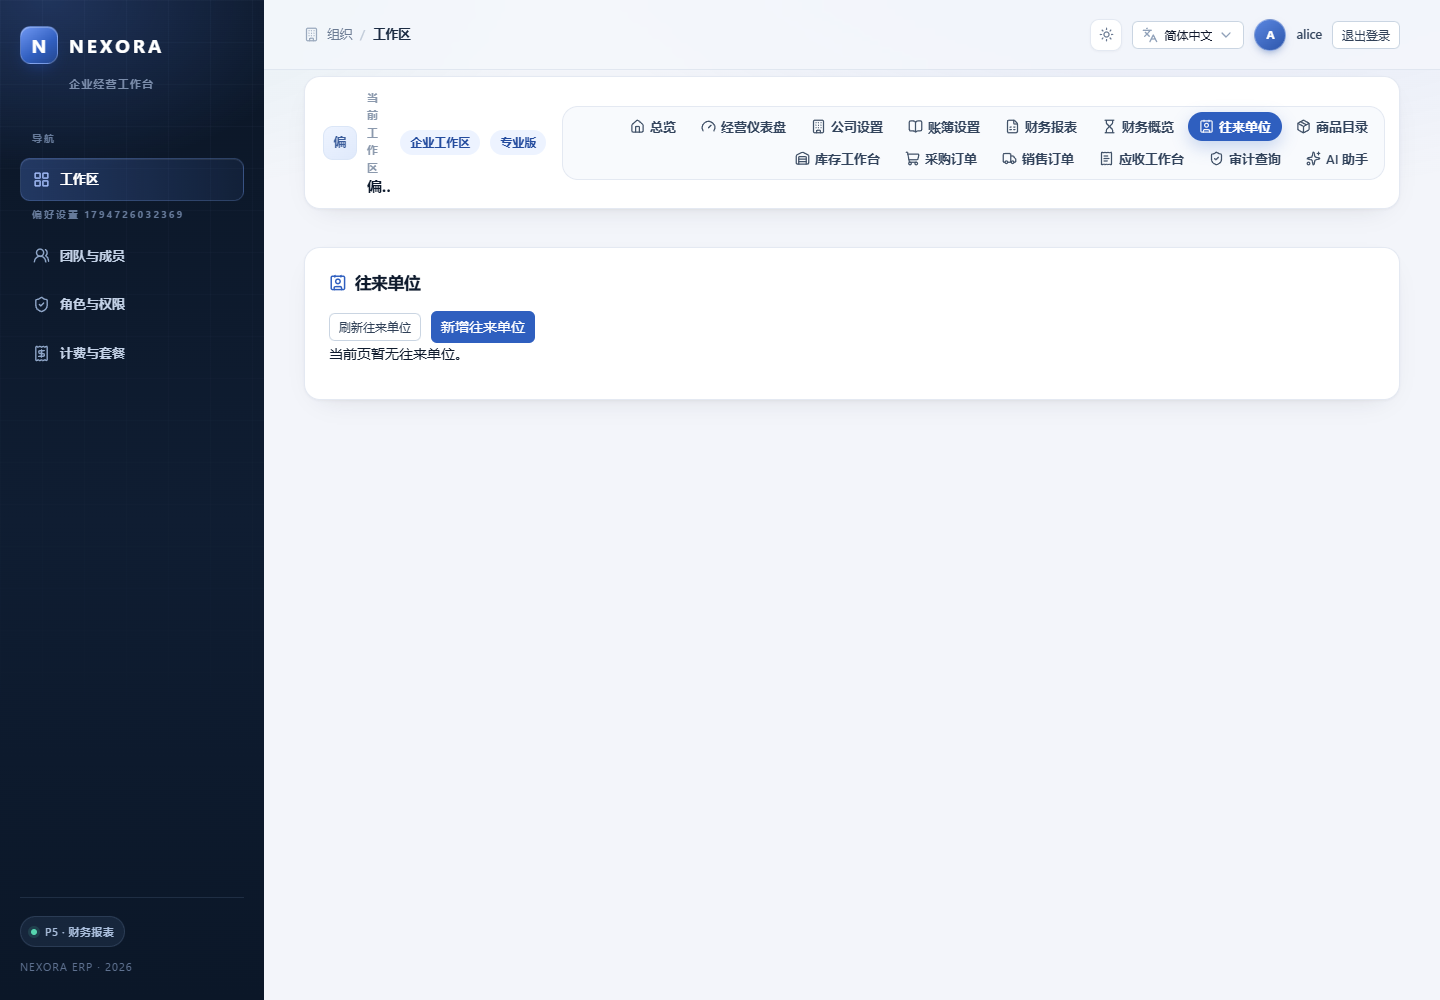 N NEXORA
企业经营工作台
导航
工作区
偏好设置 1794726032369
团队与成员
角色与权限
计费与套餐
P5 · 财务报表
NEXORA ERP · 2026
组织 / 工作区
简体中文
A
alice
退出登录
偏
当前工作区
偏..
企业工作区
专业版
总览 经营仪表盘 公司设置 账簿设置 财务报表 财务概览 往来单位 商品目录
库存工作台 采购订单 销售订单 应收工作台 审计查询 AI 助手
往来单位
刷新往来单位 新增往来单位
当前页暂无往来单位。